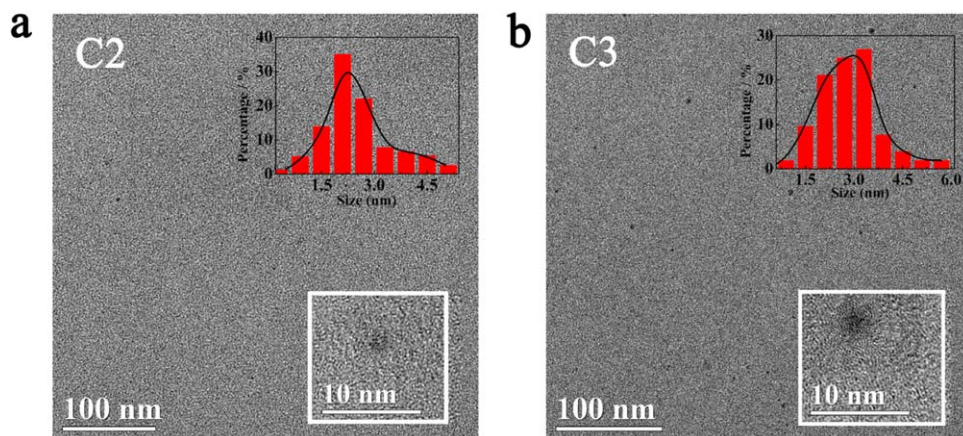 a
C2
40
30
20
10
0
Percentage / %
1.5 3.0 4.5
Size (nm)
10 nm
100 nm
b
C3
30
20
10
0
Percentage / %
1.5 3.0 4.5 6.0
Size (nm)
10 nm
100 nm